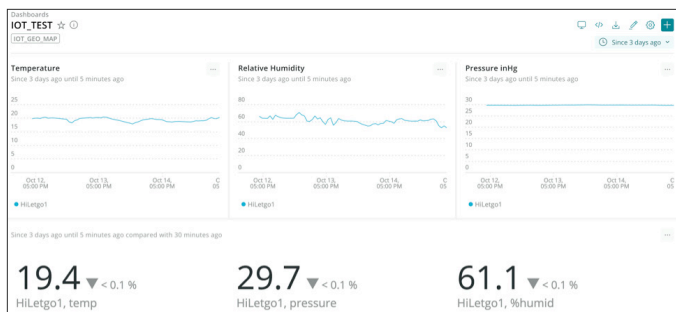 Dashboards
IOT_TEST
IOT_GEO_MAP
Since 3 days ago
Temperature
Since 3 days ago until 5 minutes ago
25
20
15
10
5
0
Oct 12, 05:00 PM
Oct 13, 05:00 PM
Oct 14, 05:00 PM
O
05
HiLetgo1
Relative Humidity
Since 3 days ago until 5 minutes ago
80
60
40
20
0
Oct 12, 05:00 PM
Oct 13, 05:00 PM
Oct 14, 05:00 PM
O
05
HiLetgo1
Pressure inHg
Since 3 days ago until 5 minutes ago
30
25
20
15
10
5
0
Oct 12, 05:00 PM
Oct 13, 05:00 PM
Oct 14, 05:00 PM
O
05
HiLetgo1
Since 3 days ago until 5 minutes ago compared with 30 minutes ago
19.4 ▼ < 0.1 %
HiLetgo1, temp
29.7 ▼ < 0.1 %
HiLetgo1, pressure
61.1 ▼ < 0.1 %
HiLetgo1, %humid